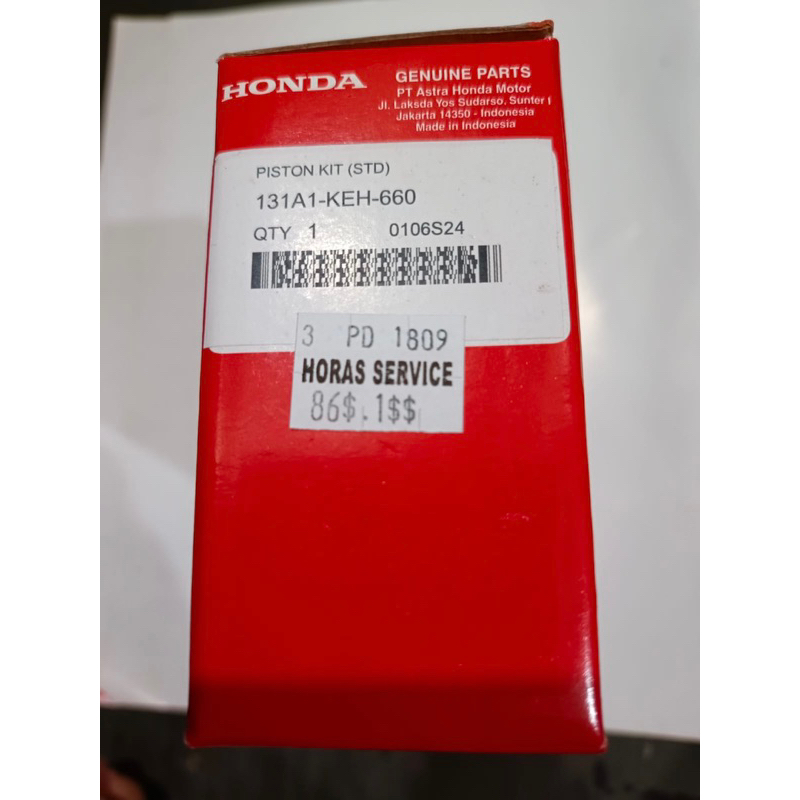 HONDA
GENUINE PARTS
PT Astra Honda Motor
Jl. Laksda Yos Sudarso. Sunter I
Jakarta 14350 - Indonesia
Made in Indonesia
PISTON KIT (STD)
131A1-KEH-660
QTY 1 0106S24
3 PD 1809
HORAS SERVICE
86$.1$$